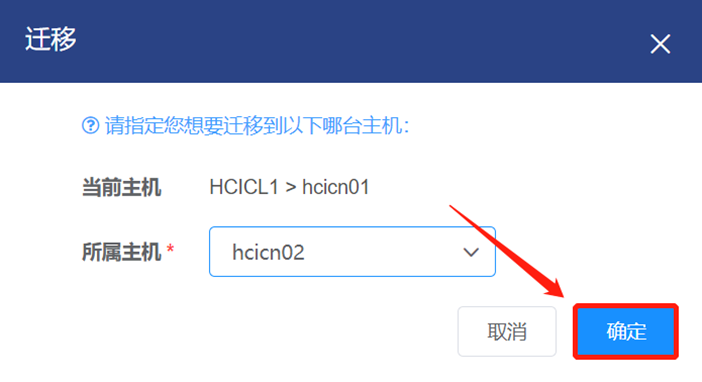 迁移
请指定您想要迁移到以下哪台主机：
当前主机 HCICL1 > hcicn01
所属主机 * hcicn02
取消 确定